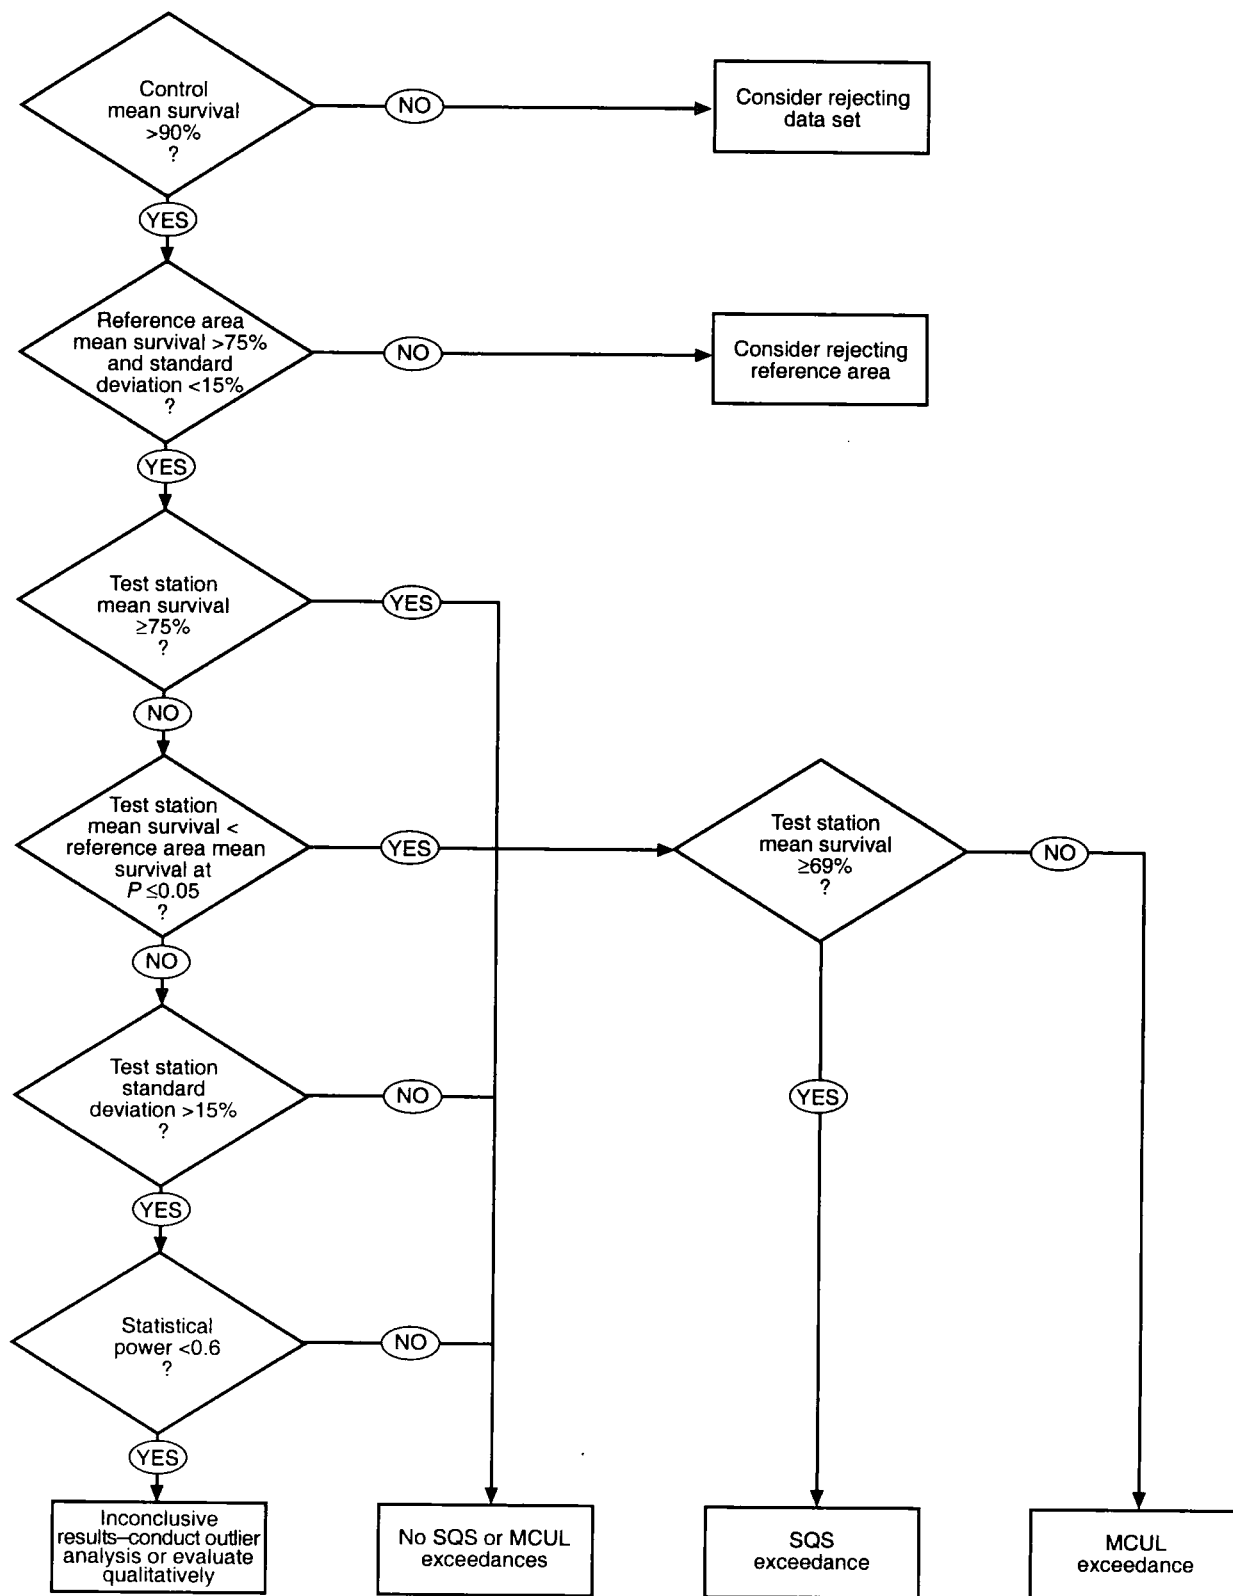 Control
mean survival
>90%
?
NO
Consider rejecting
data set
YES
Reference area
mean survival >75%
and standard
deviation <15%
?
NO
Consider rejecting
reference area
YES
Test station
mean survival
≥75%
?
YES
NO
Test station
mean survival <
reference area mean
survival at
P ≤0.05
?
YES
Test station
mean survival
≥69%
?
NO
NO
Test station
standard
deviation >15%
?
NO
YES
YES
Statistical
power <0.6
?
NO
YES
Inconclusive
results–conduct outlier
analysis or evaluate
qualitatively
No SQS or MCUL
exceedances
SQS
exceedance
MCUL
exceedance